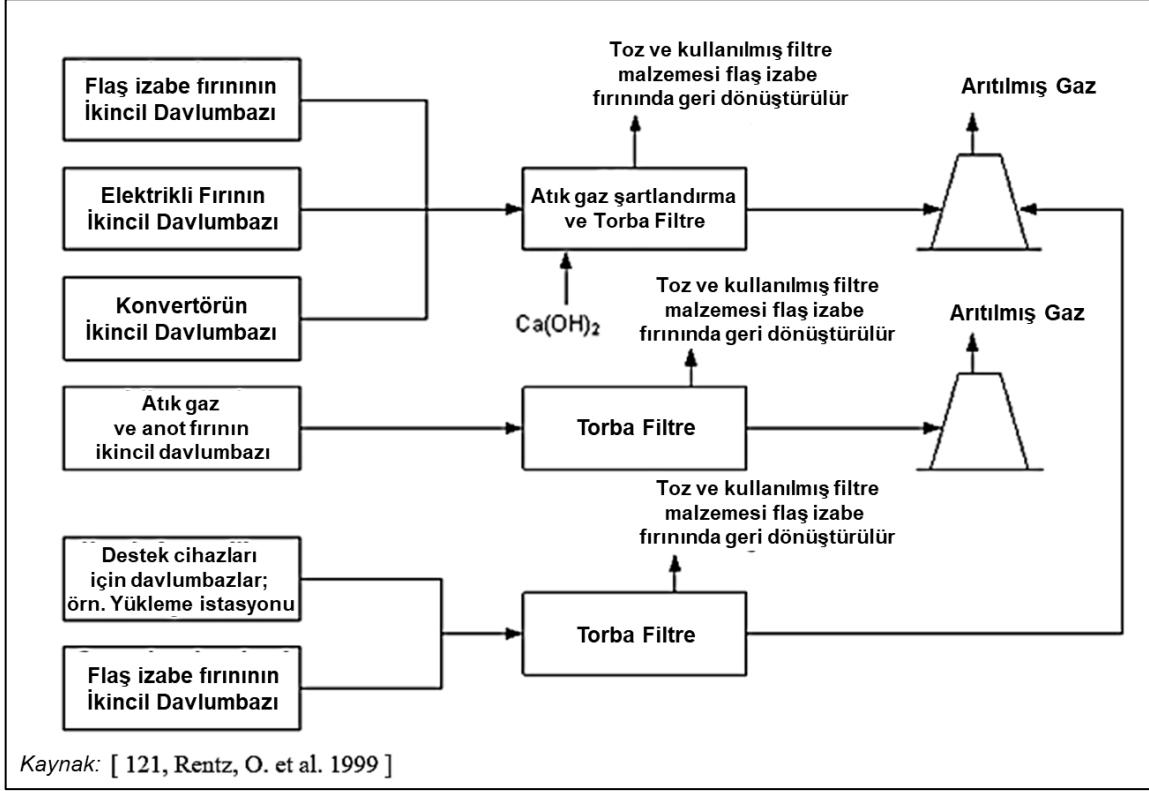 Flaş izabe fırınının
İkincil Davlumbazı
Elektrikli Fırının
İkincil Davlumbazı
Konvertörün
İkincil Davlumbazı
Toz ve kullanılmış filtre
malzemesi flaş izabe
fırınında geri dönüştürülür
Atık gaz şartlandırma
ve Torba Filtre
Ca(OH)₂
Arıtılmış Gaz
Atık gaz
ve anot fırının
ikincil davlumbazı
Toz ve kullanılmış filtre
malzemesi flaş izabe
fırınında geri dönüştürülür
Torba Filtre
Arıtılmış Gaz
Destek cihazları
için davlumbazlar;
örn. Yükleme istasyonu
Flaş izabe fırınının
İkincil Davlumbazı
Toz ve kullanılmış filtre
malzemesi flaş izabe
fırınında geri dönüştürülür
Torba Filtre
Kaynak: [ 121, Rentz, O. et al. 1999 ]